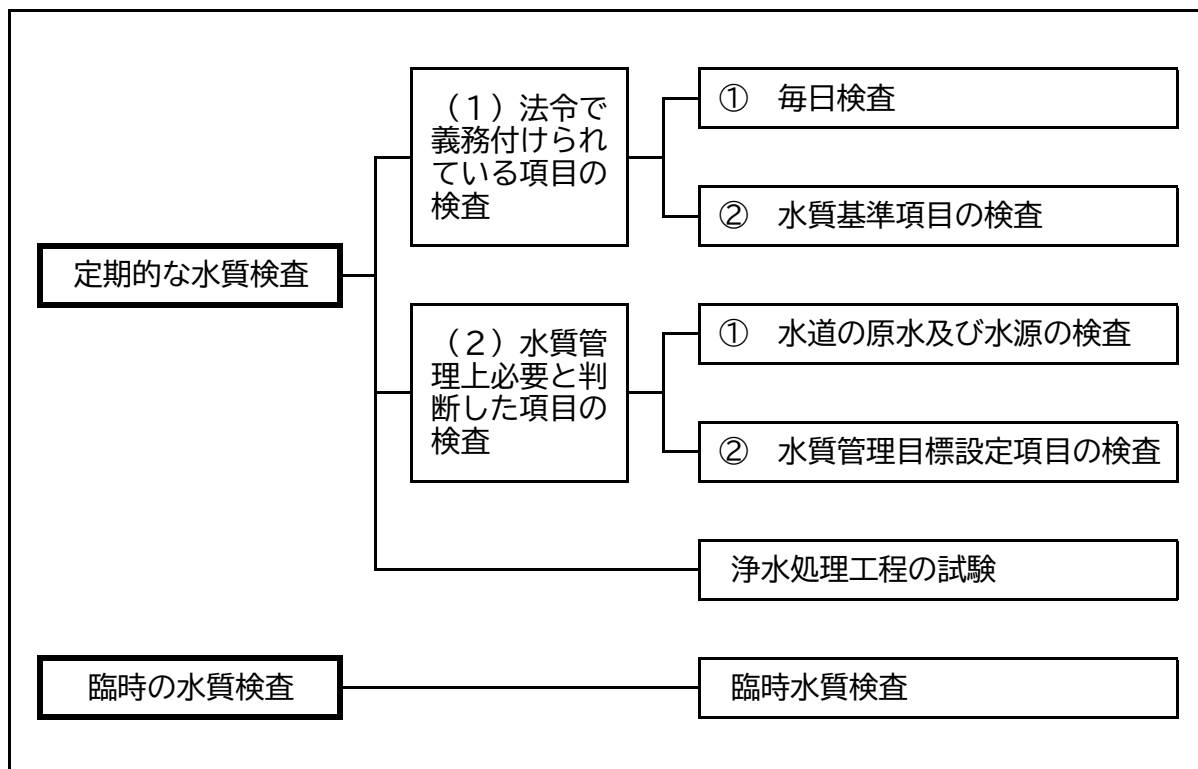 （１）法令で
義務付けられ
ている項目の
検査
①　毎日検査
②　水質基準項目の検査
定期的な水質検査
（２）水質管
理上必要と判
断した項目の
検査
①　水道の原水及び水源の検査
②　水質管理目標設定項目の検査
浄水処理工程の試験
臨時の水質検査
臨時水質検査